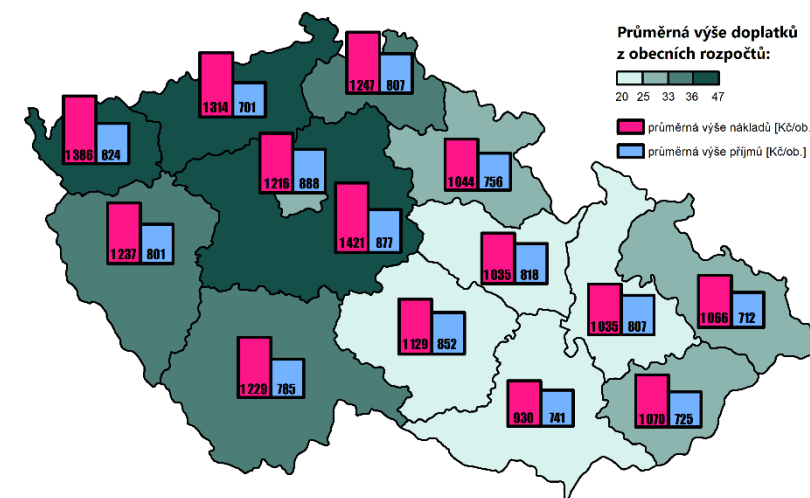 Průměrná výše doplatků
z obecních rozpočtů:
20 25 33 36 47
průměrná výše nákladů [Kč/ob.]
průměrná výše příjmů [Kč/ob.]
1247 807
1314 701
1386 824
1216 888
1044 756
1421 877
1237 801
1035 818
1066 712
1035 807
1129 852
1229 785
930 741
1070 725